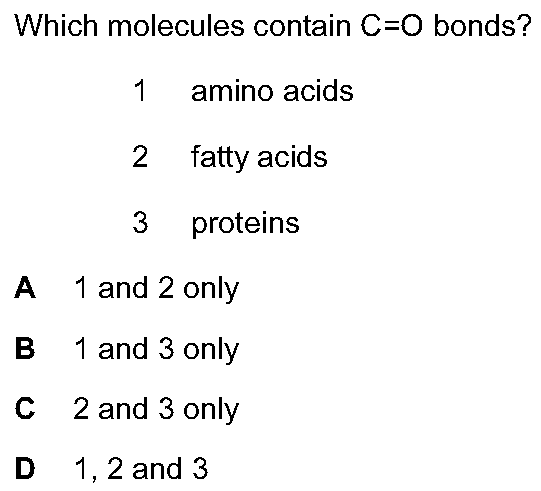 Which molecules contain C=O bonds?
1 amino acids
2 fatty acids
3 proteins
A 1 and 2 only
B 1 and 3 only
C 2 and 3 only
D 1, 2 and 3